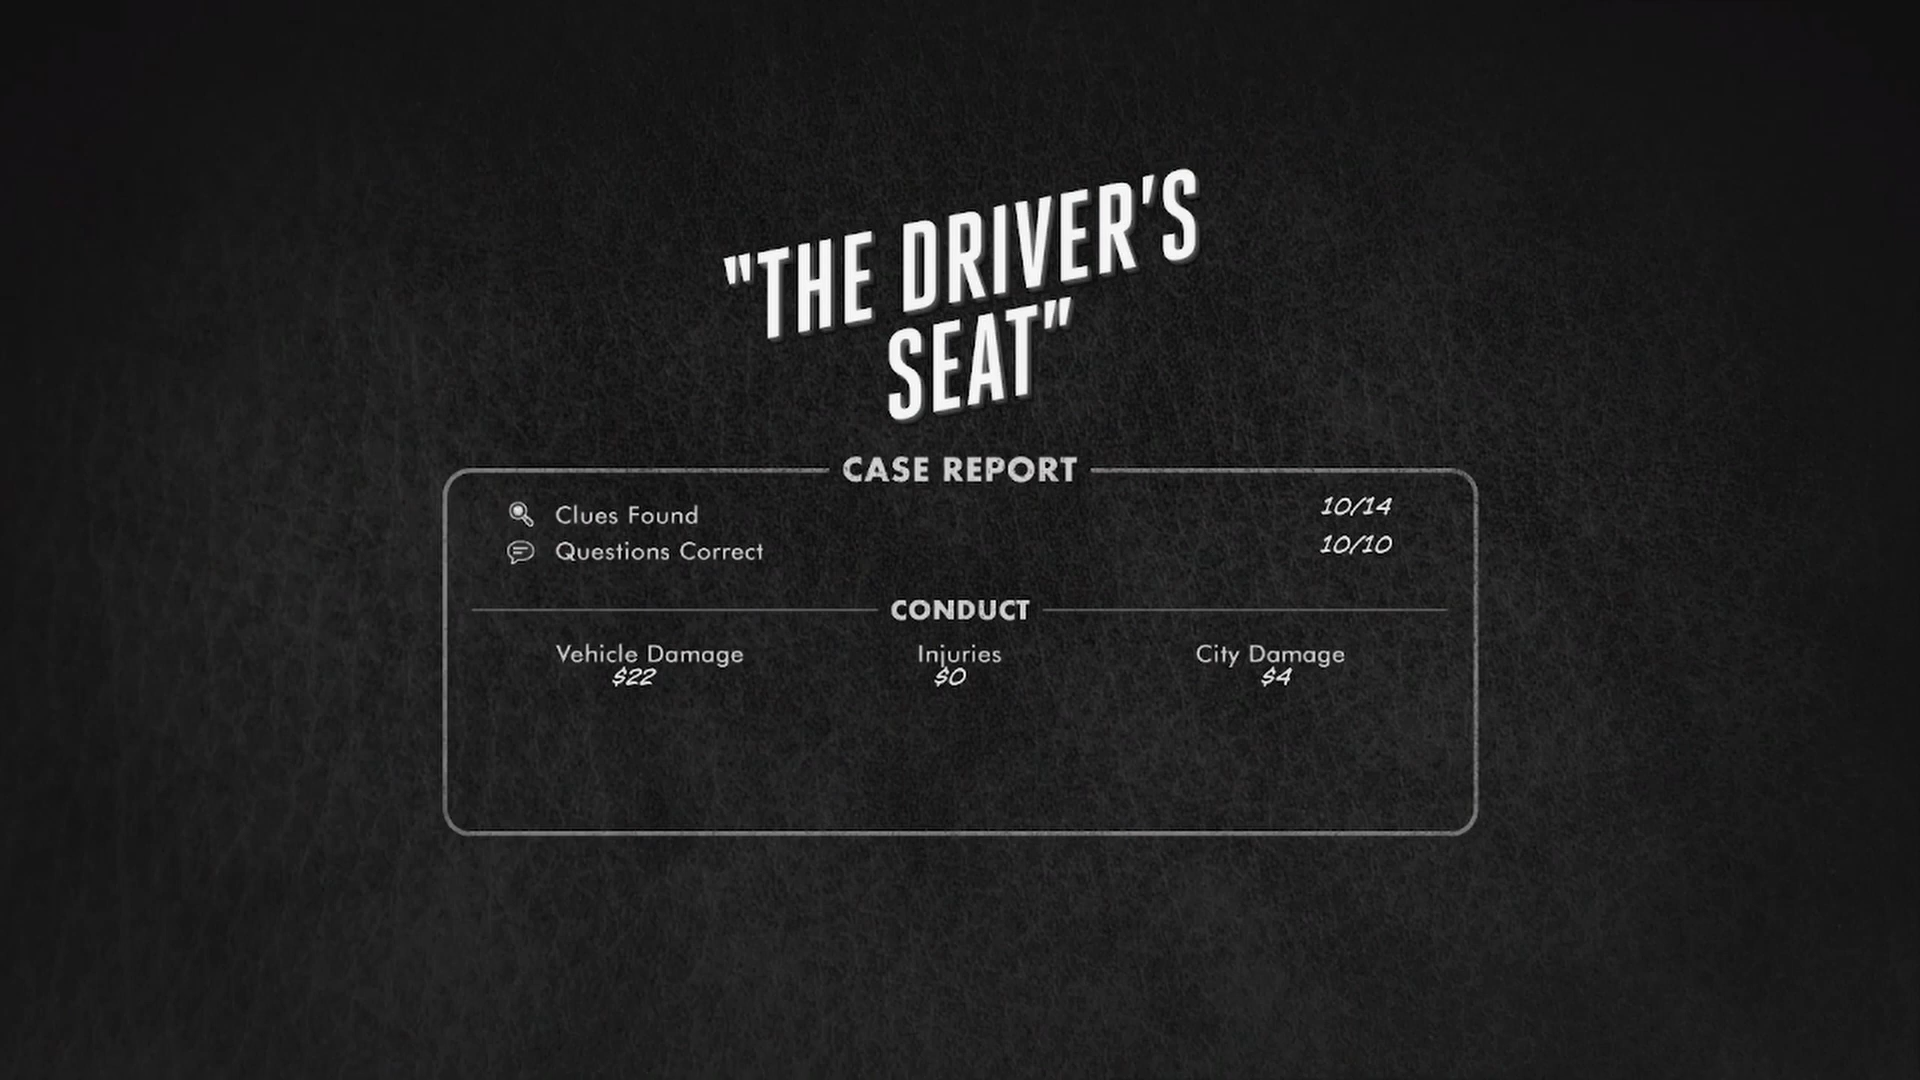 "THE DRIVER'S
SEAT"
CASE REPORT
Clues Found 10/14
Questions Correct 10/10
CONDUCT
Vehicle Damage Injuries City Damage
$22 $0 $4